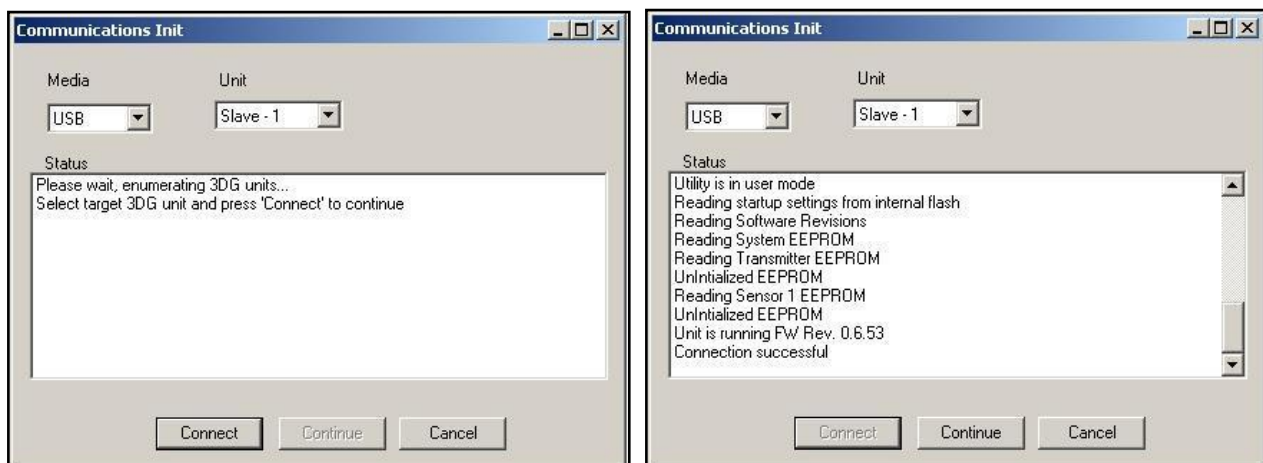 Communications Init
Media Unit
USB Slave - 1
Status
Please wait, enumerating 3DG units...
Select target 3DG unit and press 'Connect' to continue
Connect Continue Cancel
Communications Init
Media Unit
USB Slave - 1
Status
Utility is in user mode
Reading startup settings from internal flash
Reading Software Revisions
Reading System EEPROM
Reading Transmitter EEPROM
UnIntialized EEPROM
Reading Sensor 1 EEPROM
UnIntialized EEPROM
Unit is running FW Rev. 0.6.53
Connection successful
Connect Continue Cancel